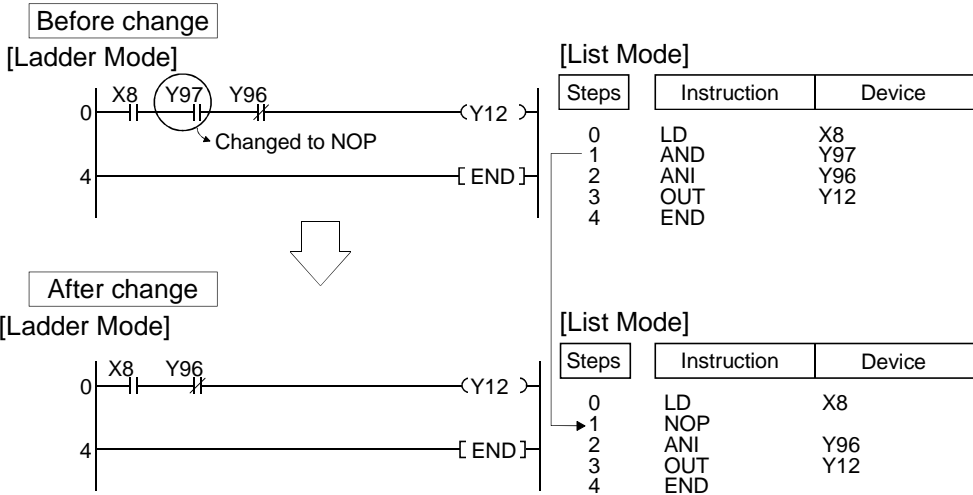 Before change
[Ladder Mode]
X8 Y97 Y96
0 Y12
Changed to NOP
4 END
[List Mode]
Steps Instruction Device
0 LD X8
1 AND Y97
2 ANI Y96
3 OUT Y12
4 END
After change
[Ladder Mode]
X8 Y96
0 Y12
4 END
[List Mode]
Steps Instruction Device
0 LD X8
1 NOP
2 ANI Y96
3 OUT Y12
4 END